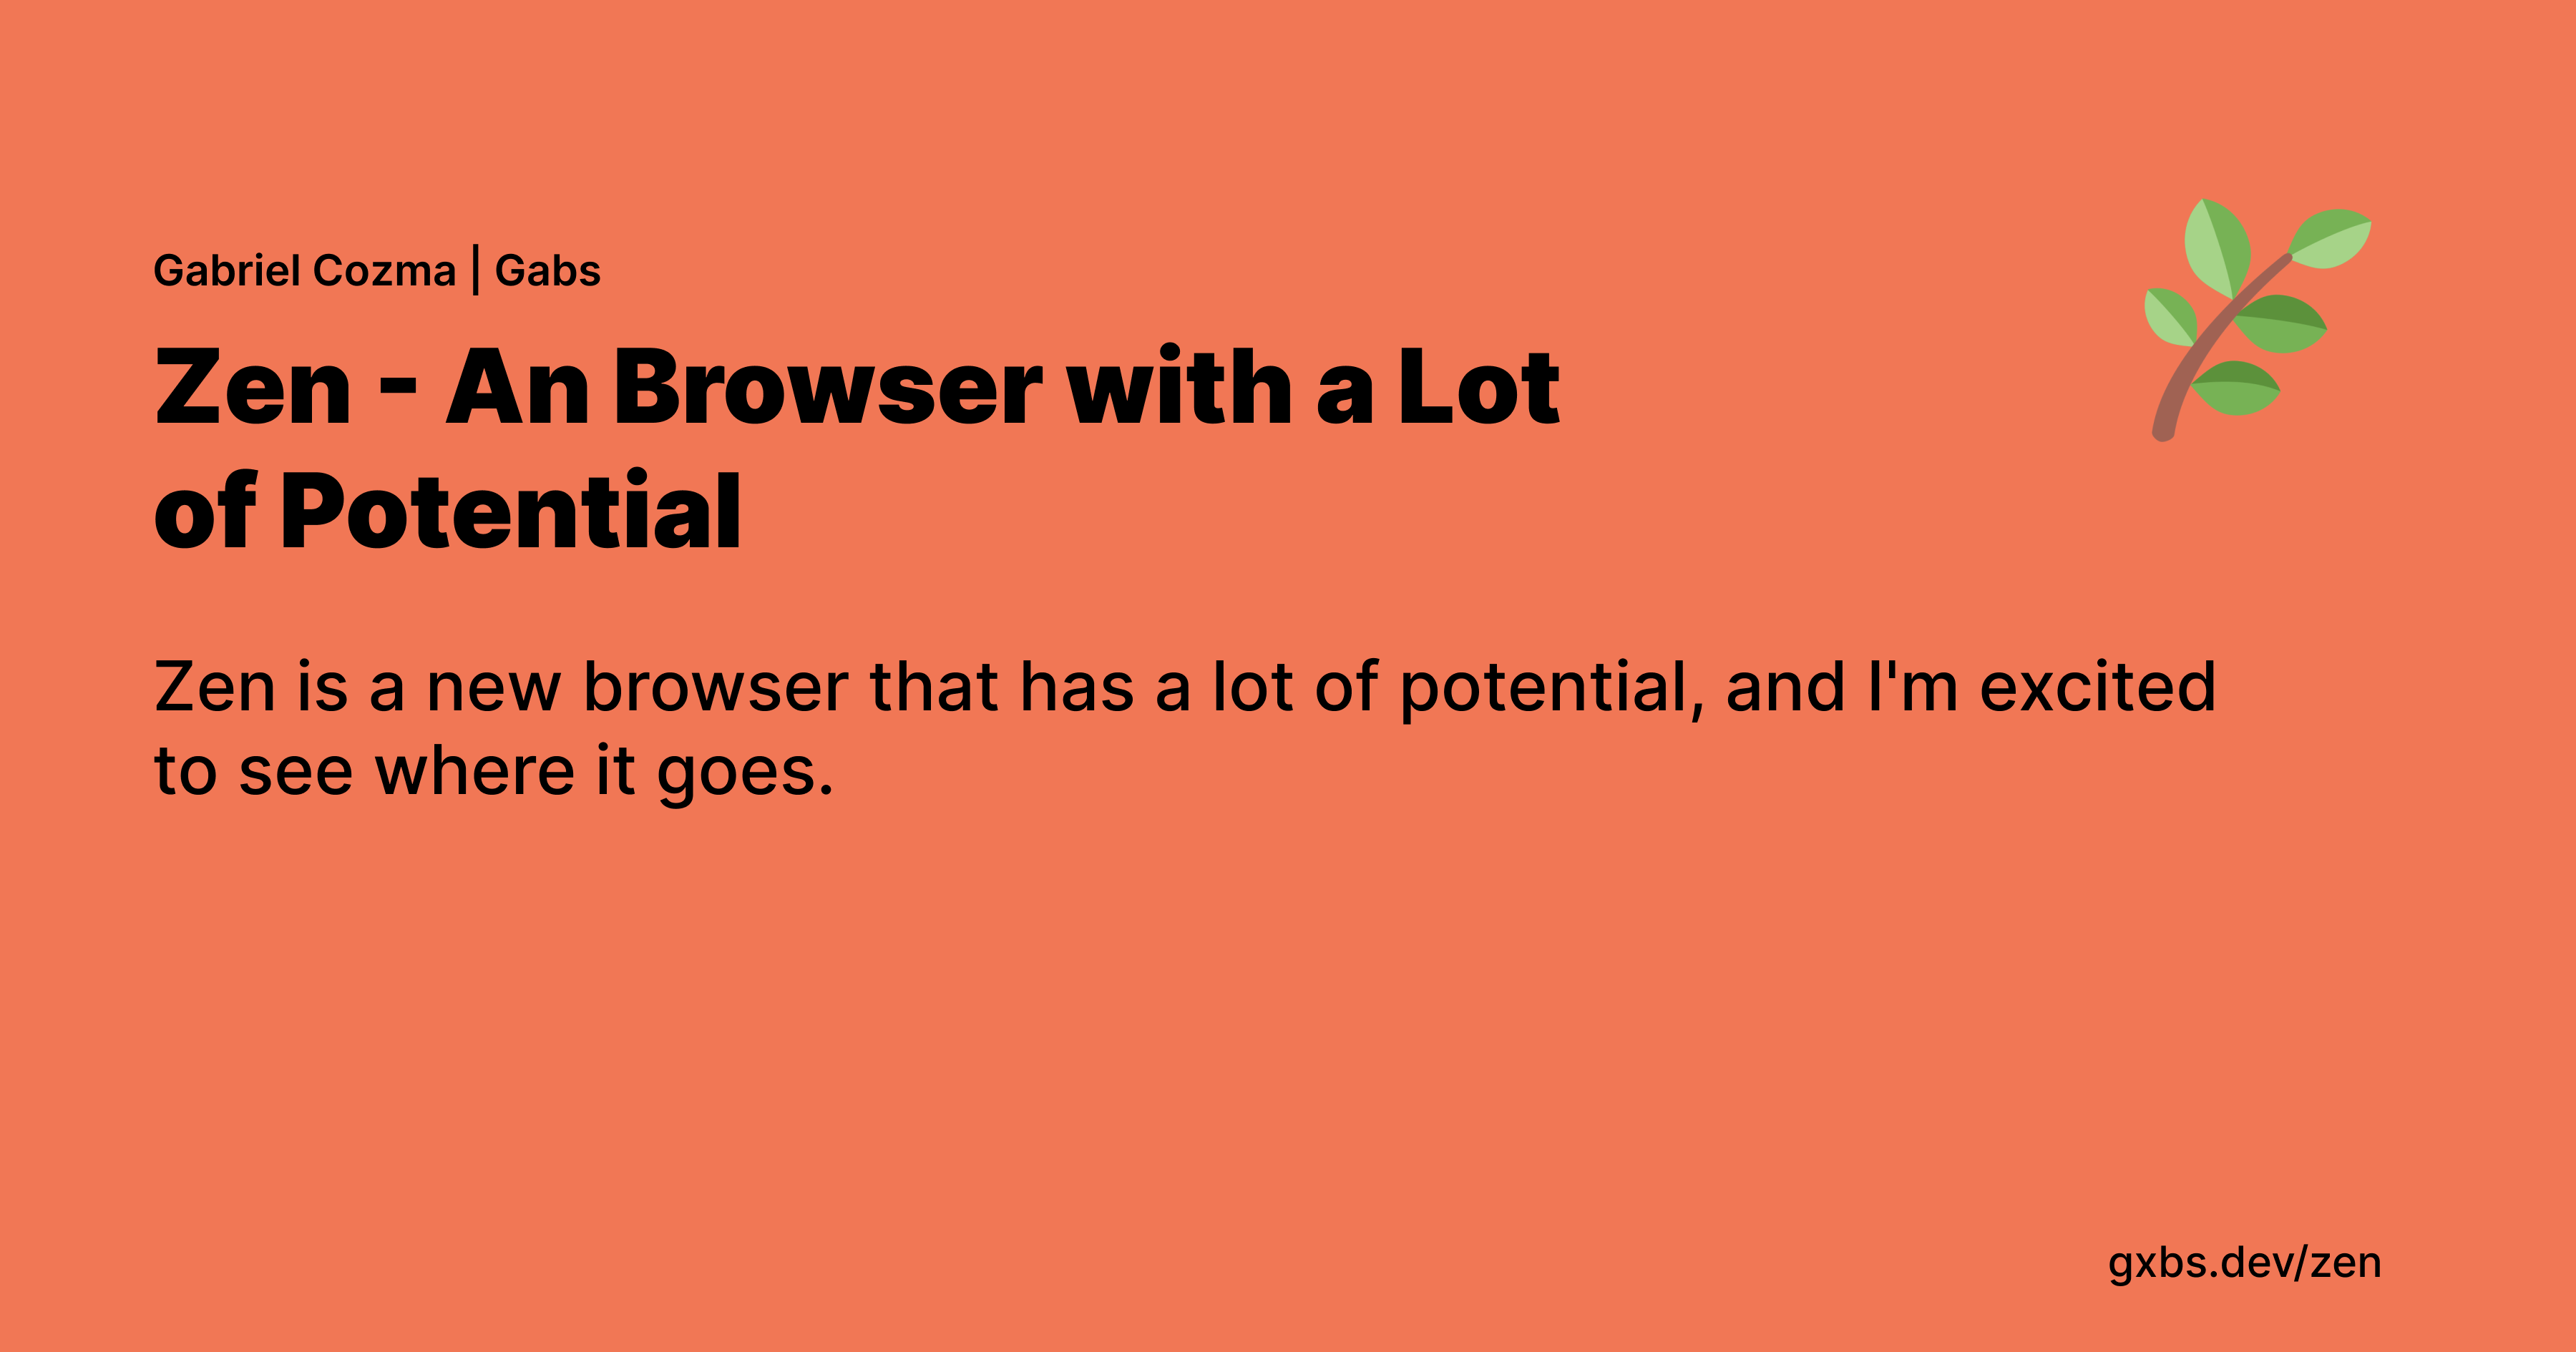 Gabriel Cozma | Gabs
Zen - An Browser with a Lot
of Potential
Zen is a new browser that has a lot of potential, and I'm excited
to see where it goes.
gxbs.dev/zen